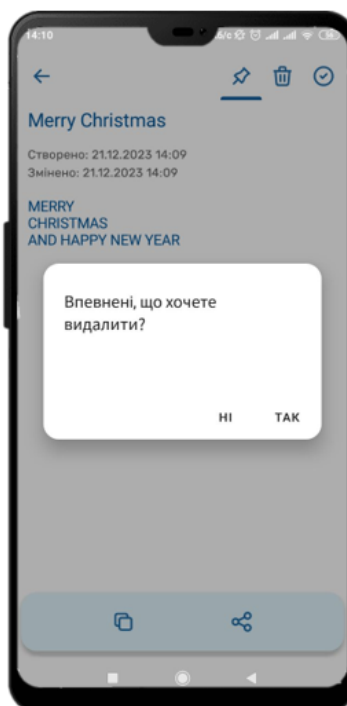 14:10
Merry Christmas
Створено: 21.12.2023 14:09
Змінено: 21.12.2023 14:09
MERRY
CHRISTMAS
AND HAPPY NEW YEAR
Впевнені, що хочете
видалити?
НІ ТАК